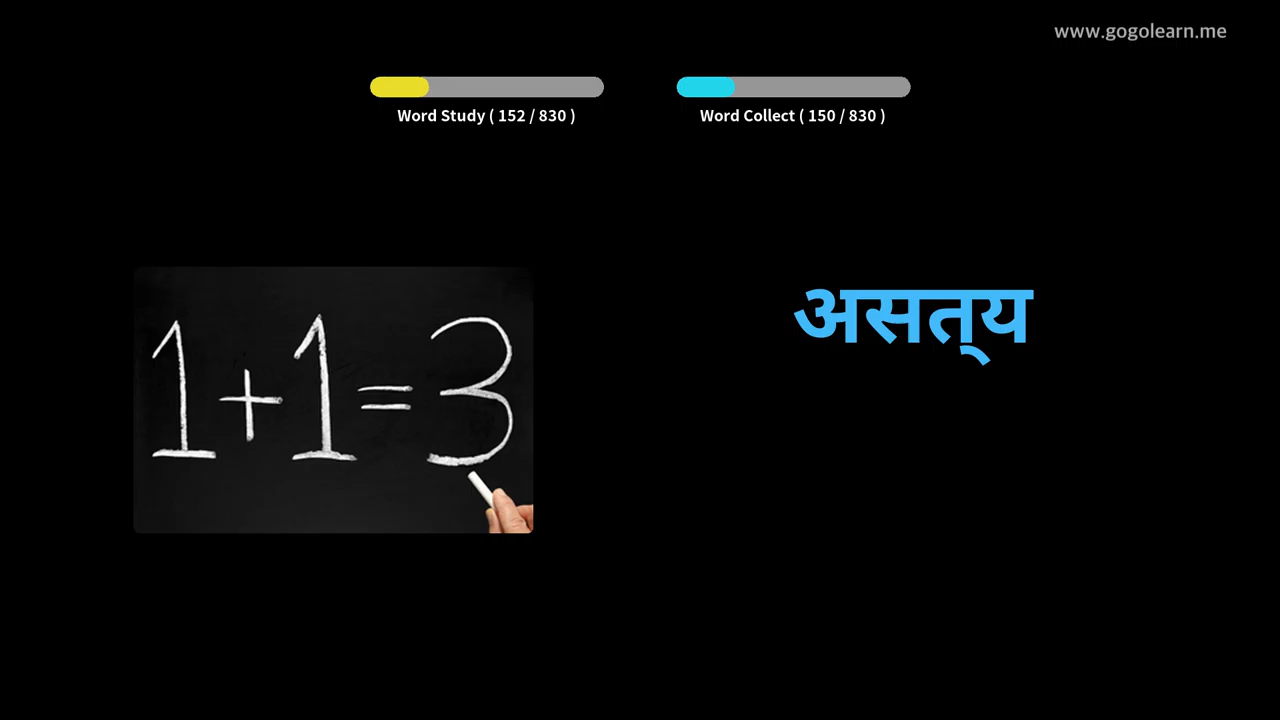 www.gogolearn.me
Word Study ( 152 / 830 )
Word Collect ( 150 / 830 )
1+1=3
असत्‌य